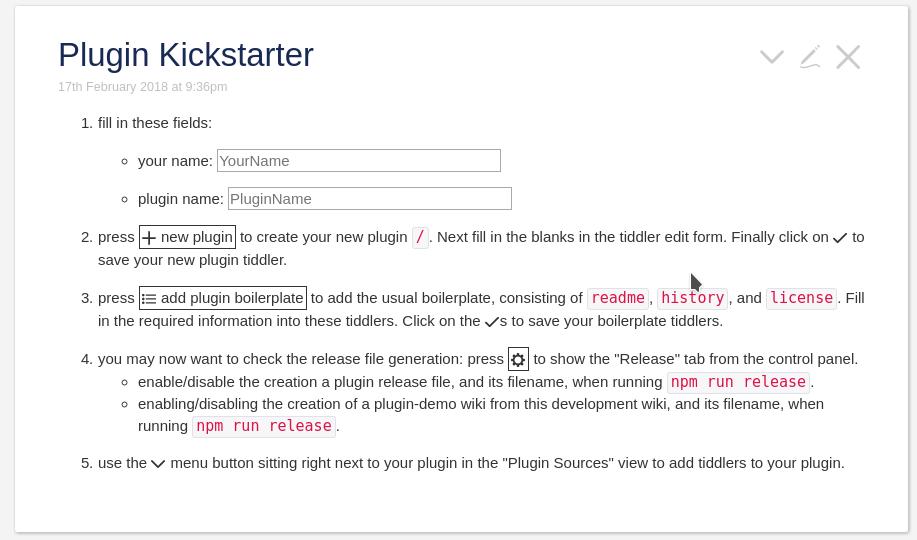 Plugin Kickstarter
17th February 2018 at 9:36pm
1. fill in these fields:
your name: YourName
plugin name: PluginName
2. press new plugin to create your new plugin /. Next fill in the blanks in the tiddler edit form. Finally click on to
save your new plugin tiddler.
3. press add plugin boilerplate to add the usual boilerplate, consisting of readme, history, and license. Fill
in the required information into these tiddlers. Click on the s to save your boilerplate tiddlers.
4. you may now want to check the release file generation: press to show the "Release" tab from the control panel.
enable/disable the creation a plugin release file, and its filename, when running npm run release.
enabling/disabling the creation of a plugin-demo wiki from this development wiki, and its filename, when
running npm run release.
5. use the menu button sitting right next to your plugin in the "Plugin Sources" view to add tiddlers to your plugin.